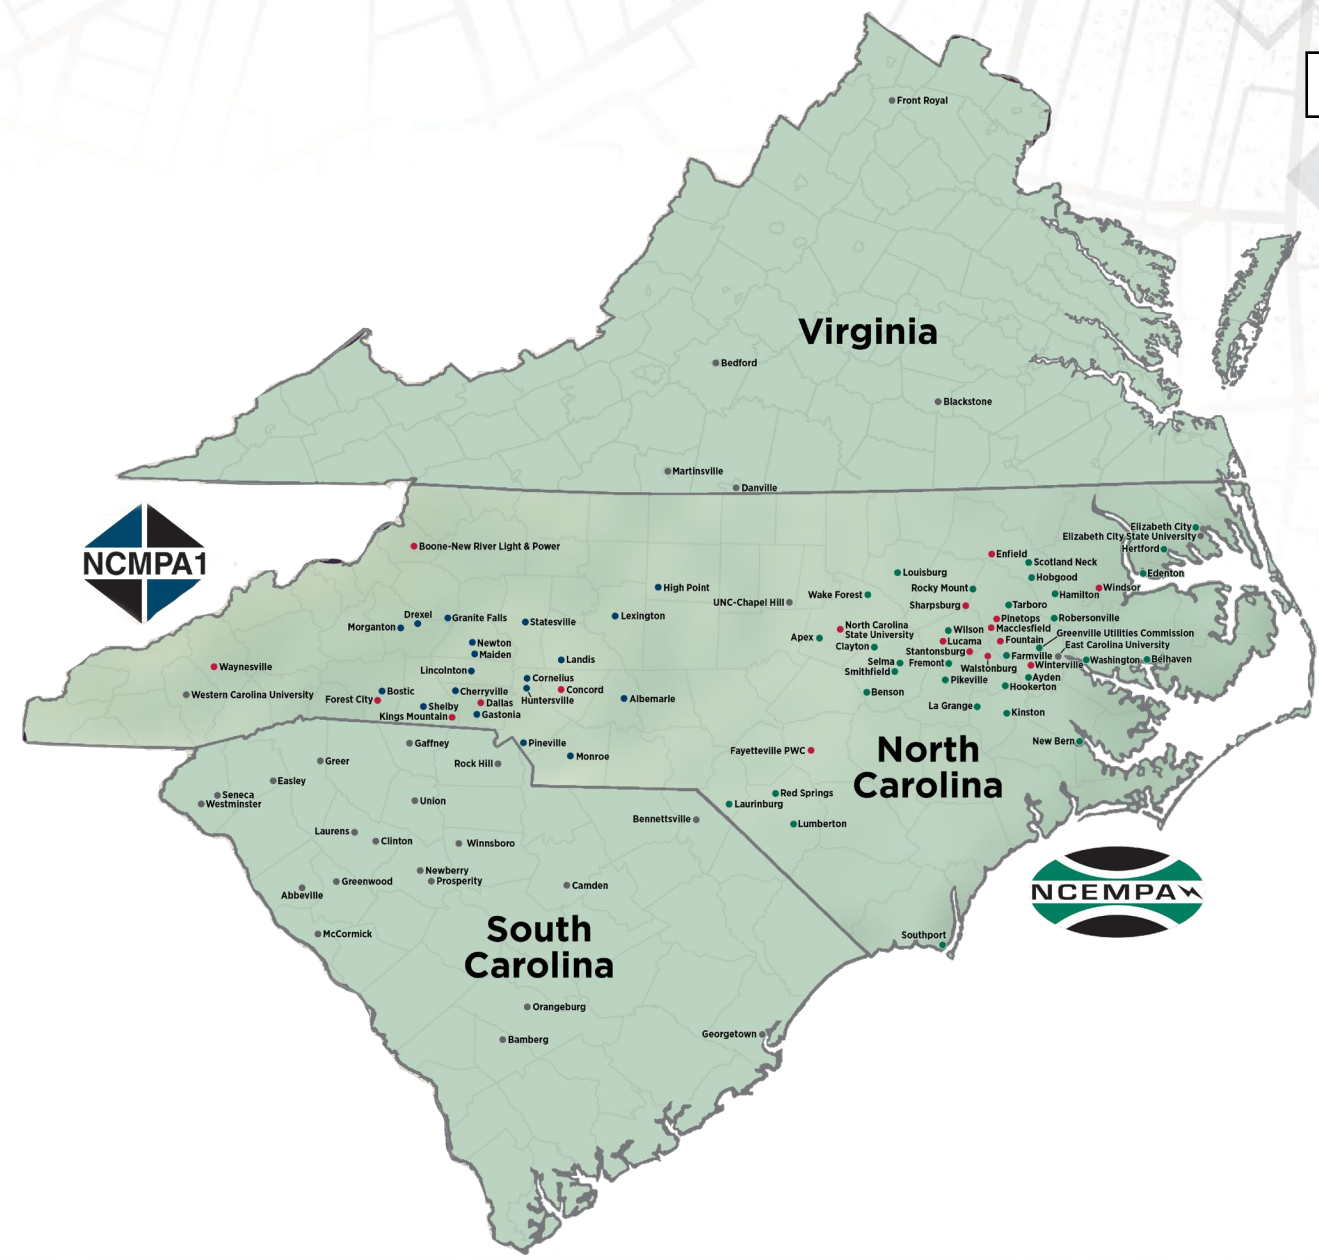 Front Royal
Virginia
Bedford
Blackstone
Martinsville
Danville
NCMPA1
Boone-New River Light & Power
High Point
UNC-Chapel Hill
Drexel
Granite Falls
Morganton
Statesville
Lexington
Newton
Maiden
Waynesville
Lincolnton
Landis
Western Carolina University
Cornelius
Bostic
Cherryville
Concord
Forest City
Huntersville
Albemarle
Dallas
Shelby
Kings Mountain
Gastonia
Pineville
Monroe
Elizabeth City
Elizabeth City State University
Hertford
Enfield
Scotland Neck
Louisburg
Edenton
Hobgood
Rocky Mount
Windsor
Wake Forest
Hamilton
Sharpsburg
Tarboro
Pinetops
Robersonville
North Carolina
State University
Wilson
Macclesfield
Greenville Utilities Commission
Apex
Lucama
Fountain
East Carolina University
Clayton
Stantonsburg
Farmville
Washington
Belhaven
Selma
Fremont
Walstonburg
Winterville
Smithfield
Ayden
Pikeville
Hookerton
Benson
La Grange
Kinston
New Bern
Fayetteville PWC
North
Carolina
Red Springs
Laurinburg
Lumberton
NCEMPA
Southport
Gaffney
Greer
Rock Hill
Easley
Seneca
Westminster
Union
Bennettsville
Laurens
Clinton
Winnsboro
Newberry
Greenwood
Prosperity
Abbeville
Camden
McCormick
South
Carolina
Orangeburg
Georgetown
Bamberg